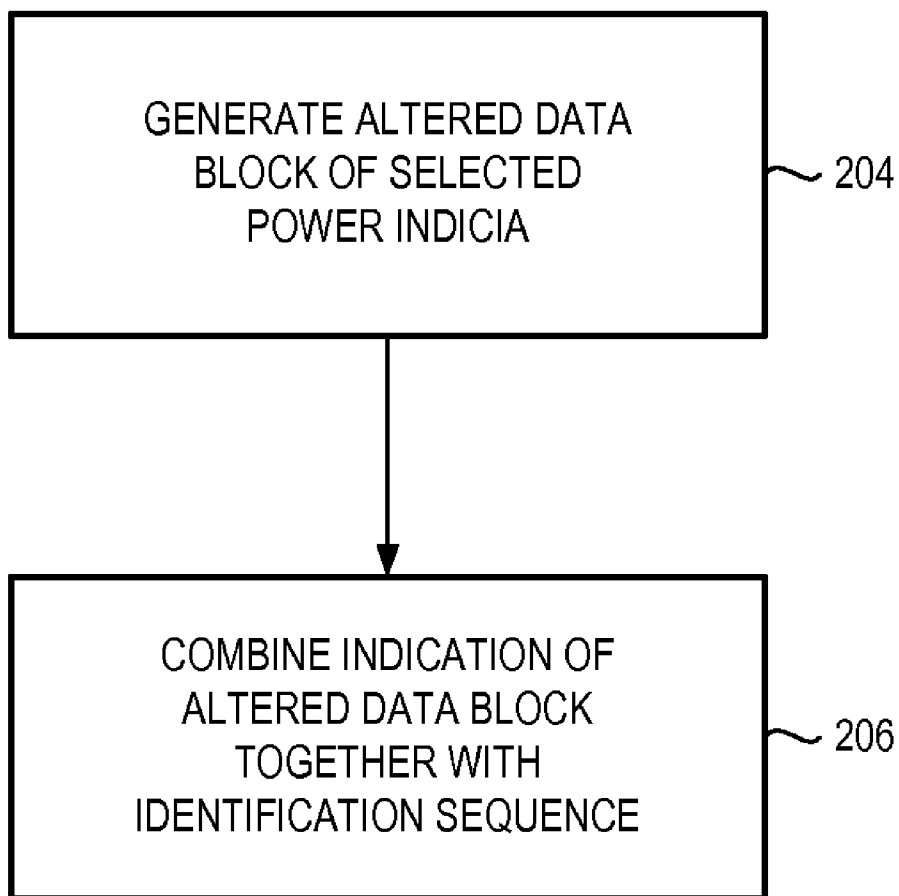 GENERATE ALTERED DATA
BLOCK OF SELECTED
POWER INDICIA
204
COMBINE INDICATION OF
ALTERED DATA BLOCK
TOGETHER WITH
IDENTIFICATION SEQUENCE
206